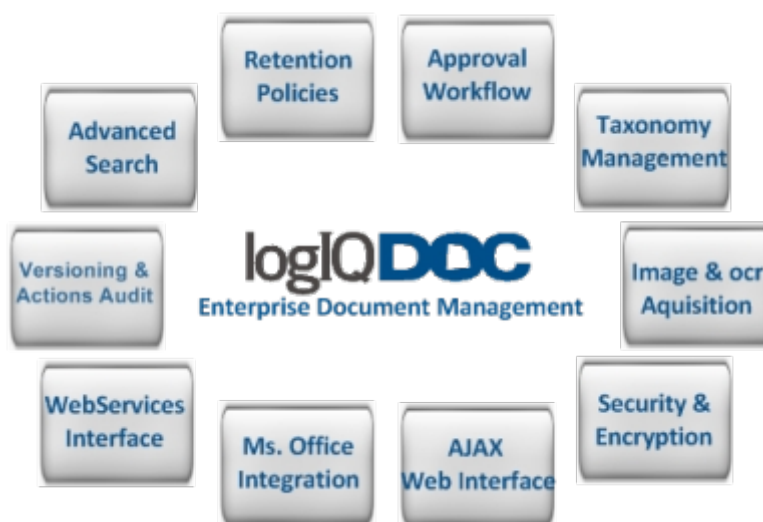 Retention
Policies
Approval
Workflow
Advanced
Search
Taxonomy
Management
Versioning &
Actions Audit
logIQDOC
Enterprise Document Management
Image & ocr
Aquisition
WebServices
Interface
Security &
Encryption
Ms. Office
Integration
AJAX
Web Interface